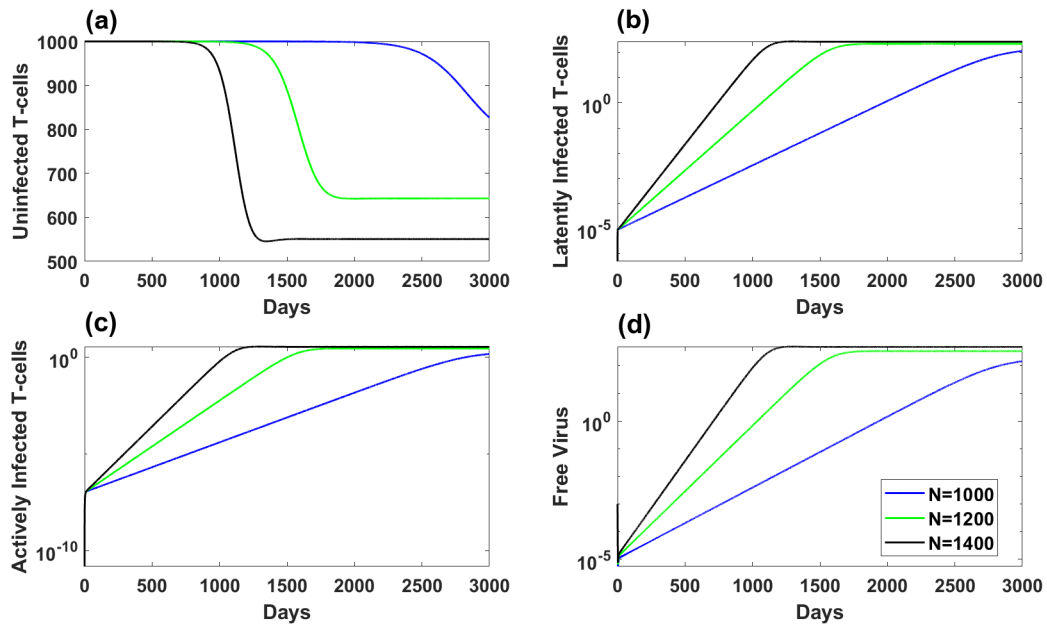 (a)
1000
900
800
700
600
500
0 500 1000 1500 2000 2500 3000
Days
Uninfected T-cells
(b)
10^0
10^-5
0 500 1000 1500 2000 2500 3000
Days
Latently Infected T-cells
(c)
10^0
10^-10
0 500 1000 1500 2000 2500 3000
Days
Actively Infected T-cells
(d)
10^0
10^-5
0 500 1000 1500 2000 2500 3000
Days
Free Virus
N=1000
N=1200
N=1400